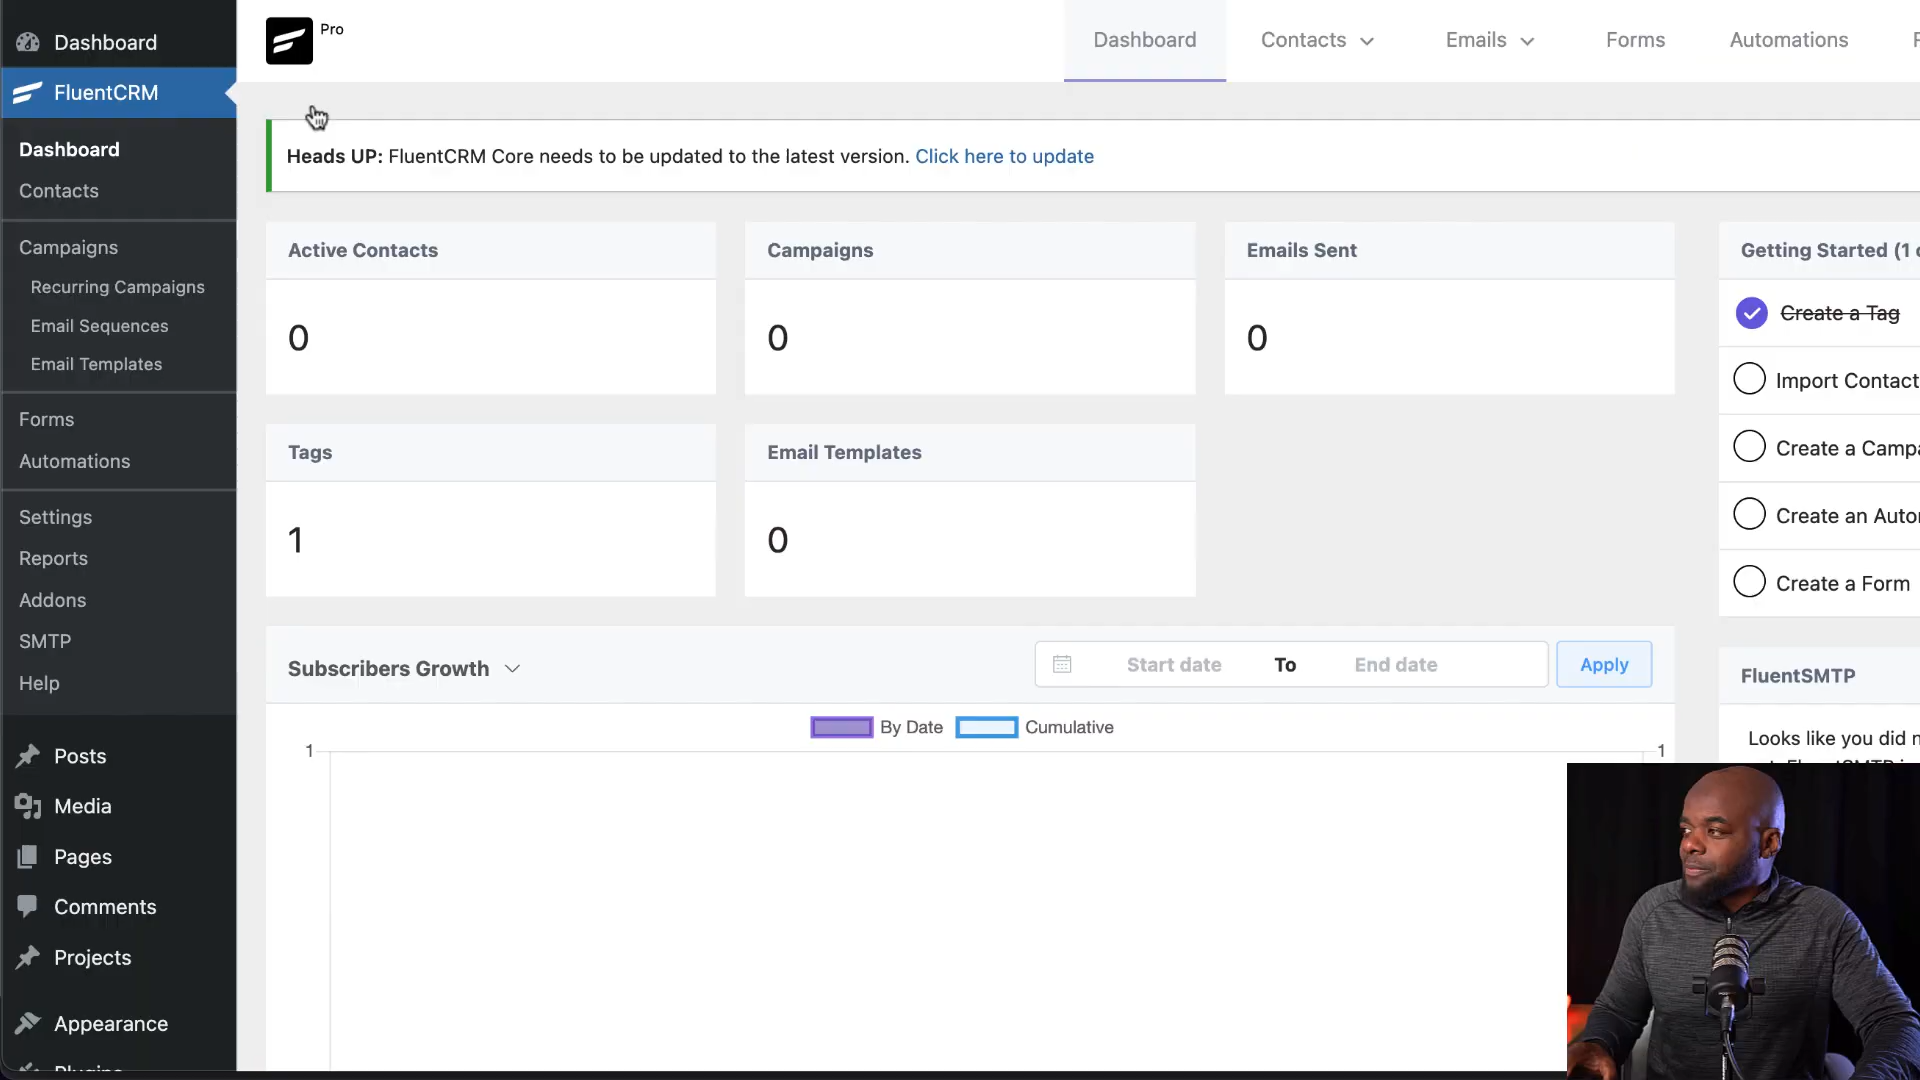 Dashboard
FluentCRM
Dashboard
Contacts
Campaigns
Recurring Campaigns
Email Sequences
Email Templates
Forms
Automations
Settings
Reports
Addons
SMTP
Help
Posts
Media
Pages
Comments
Projects
Appearance
Pro
Dashboard
Contacts
Emails
Forms
Automations
Heads UP: FluentCRM Core needs to be updated to the latest version. Click here to update
Active Contacts
0
Campaigns
0
Emails Sent
0
Tags
1
Email Templates
0
Subscribers Growth
Start date To End date
Apply
By Date Cumulative
1
1
Getting Started (1
Create a Tag
Import Contact
Create a Campa
Create an Auto
Create a Form
FluentSMTP
Looks like you did